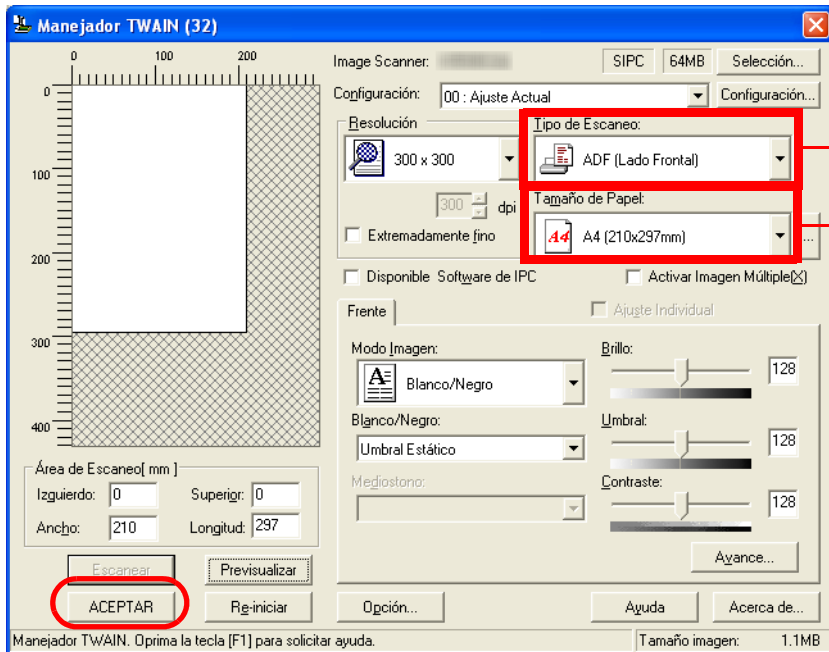 Manejador TWAIN (32)
0 100 200
0
100
200
300
400
Image Scanner:
SIPC 64MB Selección...
Configuración: 00 : Ajuste Actual Configuración...
Resolución
300 x 300
300 dpi
Extremadamente fino
Tipo de Escaneo:
ADF (Lado Frontal)
Tamaño de Papel:
A4 A4 (210x297mm)
...
Disponible Software de IPC
Activar Imagen Múltiple(X)
Frente
Ajuste Individual
Modo Imagen:
A Blanco/Negro
Blanco/Negro:
Umbral Estático
Mediostono:
Brillo:
128
Umbral:
128
Contraste:
128
Avance...
Área de Escaneo[ mm ]
Izguierdo: 0 Superior: 0
Ancho: 210 Longitud: 297
Escanear Previsualizar
ACEPTAR Re-iniciar Opción... Ayuda Acerca de...
Manejador TWAIN. Oprima la tecla [F1] para solicitar ayuda. Tamaño imagen: 1.1MB